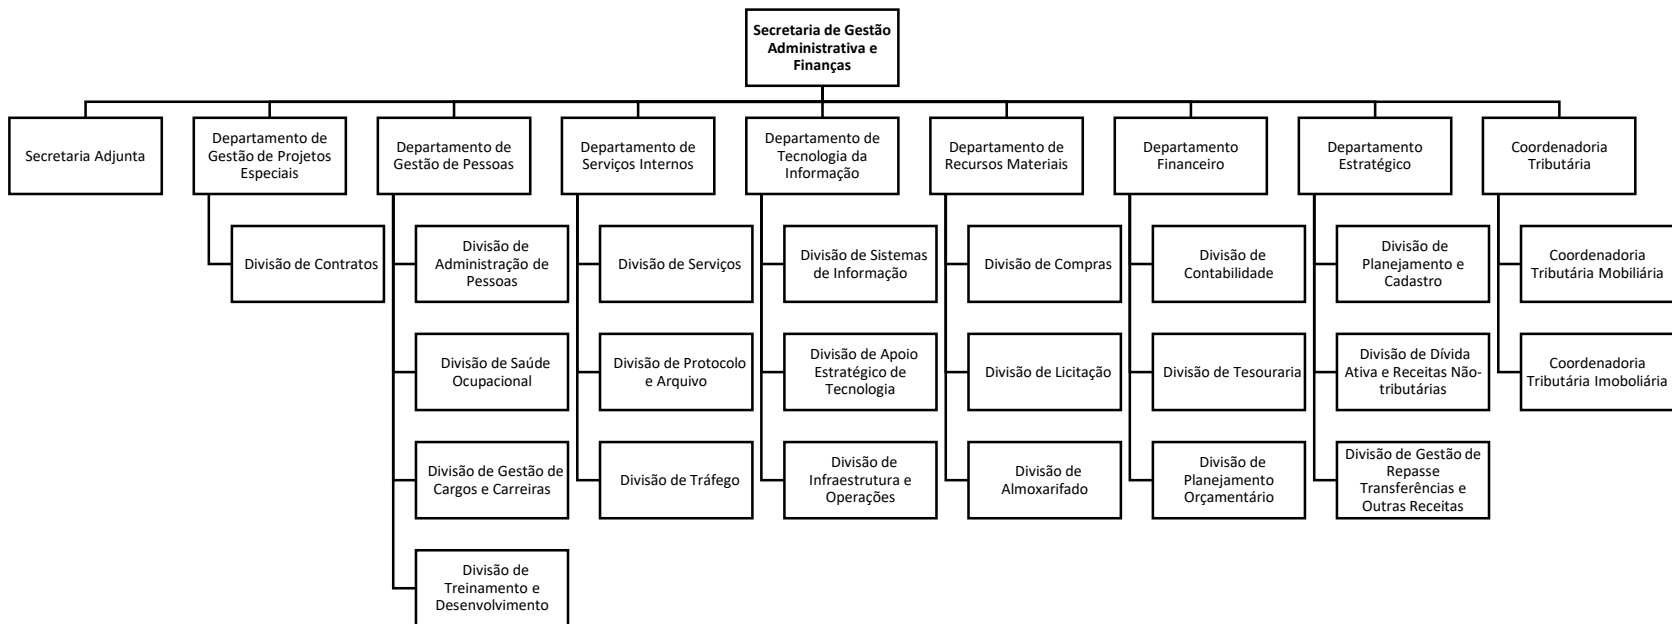 Secretaria de Gestão
Administrativa e
Finanças
Secretaria Adjunta
Departamento de
Gestão de Projetos
Especiais
Departamento de
Gestão de Pessoas
Departamento de
Serviços Internos
Departamento de
Tecnologia da
Informação
Departamento de
Recursos Materiais
Departamento
Financeiro
Departamento
Estratégico
Coordenadoria
Tributária
Divisão de Contratos
Divisão de
Administração de
Pessoas
Divisão de Serviços
Divisão de Sistemas
de Informação
Divisão de Compras
Divisão de
Contabilidade
Divisão de
Planejamento e
Cadastro
Coordenadoria
Tributária Mobiliária
Divisão de Saúde
Ocupacional
Divisão de Protocolo
e Arquivo
Divisão de Apoio
Estratégico de
Tecnologia
Divisão de Licitação
Divisão de Tesouraria
Divisão de Dívida
Ativa e Receitas Não-
tributárias
Coordenadoria
Tributária Imoboliária
Divisão de Gestão de
Cargos e Carreiras
Divisão de Tráfego
Divisão de
Infraestrutura e
Operações
Divisão de
Almoxarifado
Divisão de
Planejamento
Orçamentário
Divisão de Gestão de
Repasse
Transferências e
Outras Receitas
Divisão de
Treinamento e
Desenvolvimento